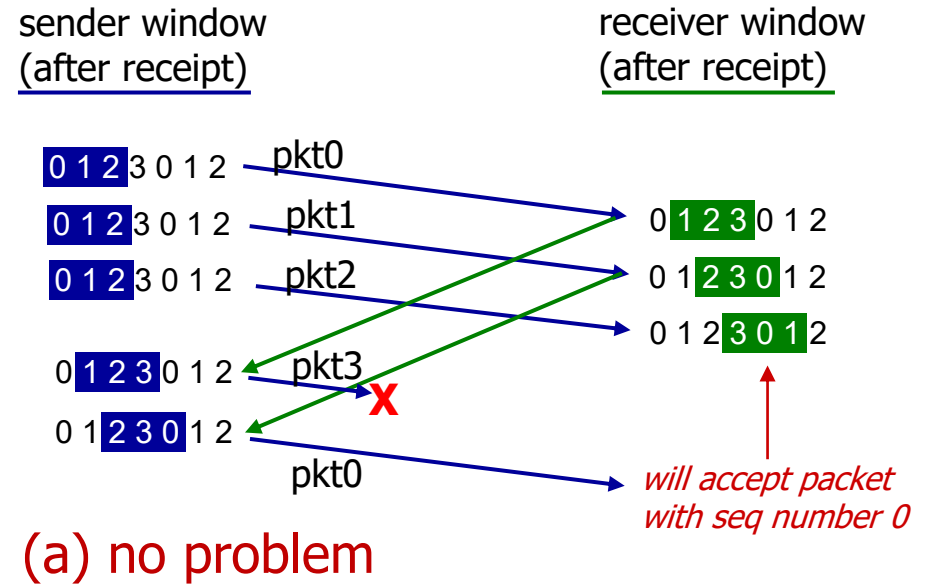 sender window
(after receipt)
receiver window
(after receipt)
0 1 2 3 0 1 2
pkt0
0 1 2 3 0 1 2
pkt1
0 1 2 3 0 1 2
0 1 2 3 0 1 2
pkt2
0 1 2 3 0 1 2
0 1 2 3 0 1 2
0 1 2 3 0 1 2
pkt3
X
0 1 2 3 0 1 2
pkt0
will accept packet
with seq number 0
(a) no problem